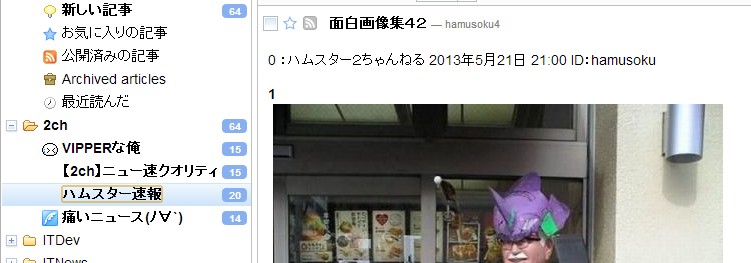 新しい記事 64
お気に入りの記事
公開済みの記事
Archived articles
最近読んだ
2ch 64
VIPPERな俺 15
【2ch】ニュー速クオリティ 15
ハムスター速報 20
痛いニュース(ﾉ∀`) 14
ITDev
ITNews
面白画像集４２ — hamusoku4
0 ：ハムスター２ちゃんねる 2013年5月21日 21:00 ID：hamusoku
1